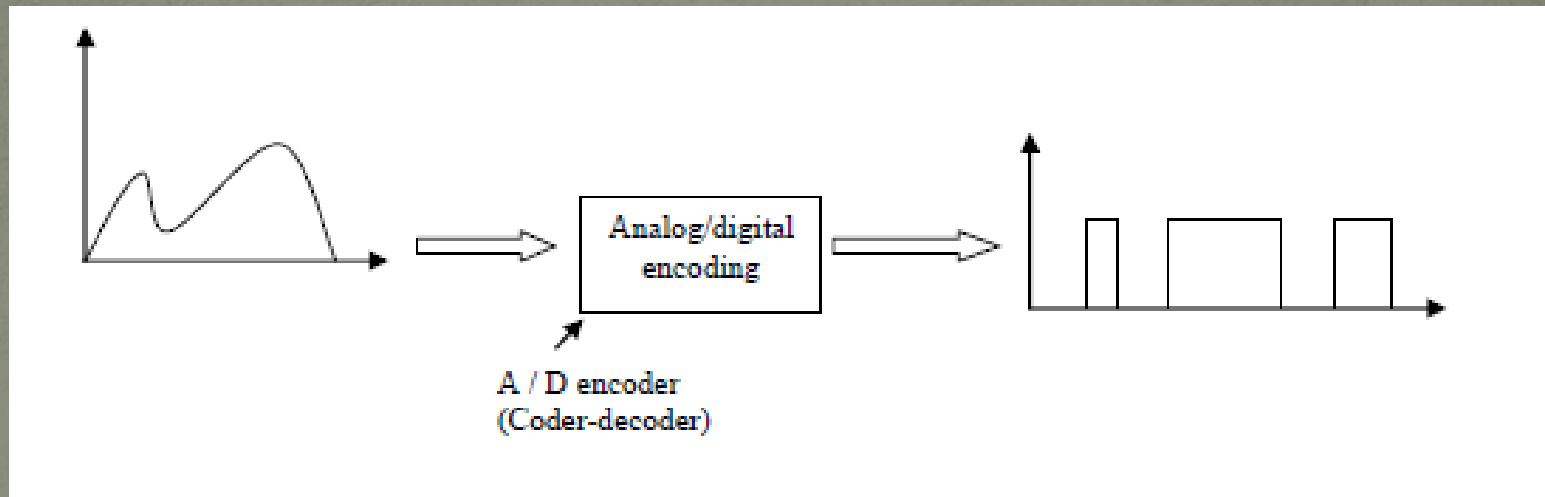 Analog/digital
encoding
A / D encoder
(Coder-decoder)